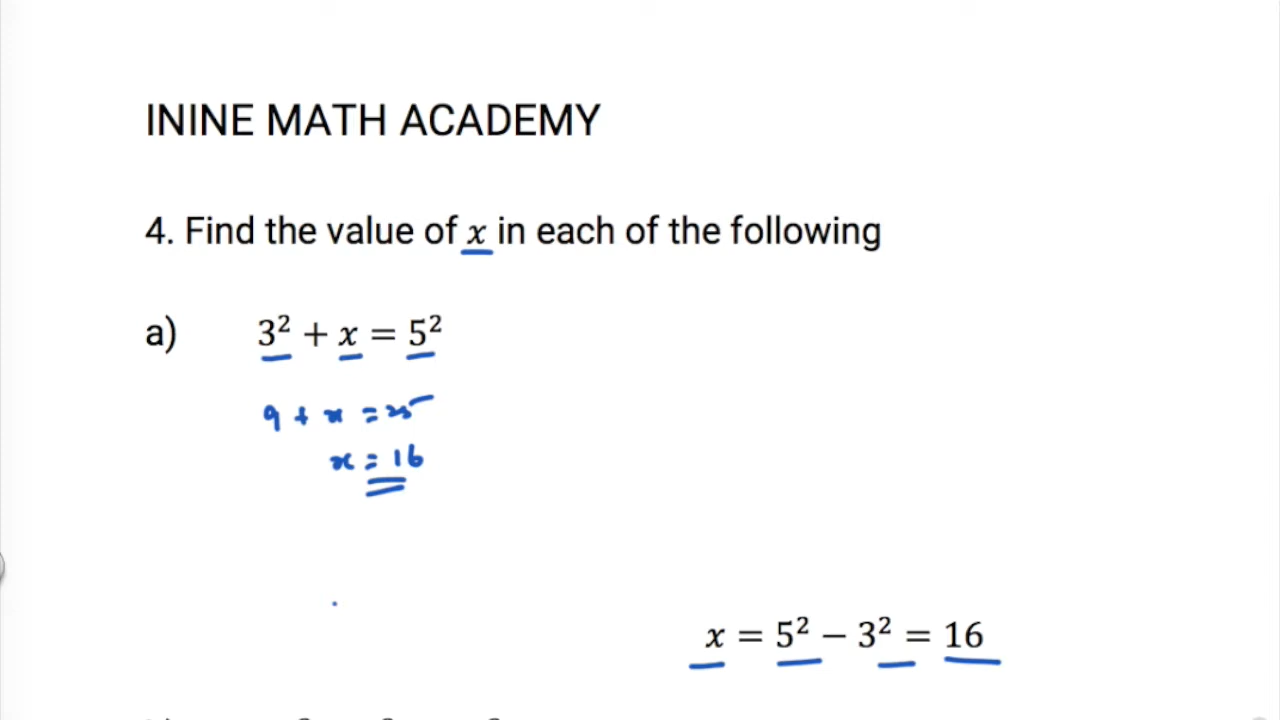 ININE MATH ACADEMY
4. Find the value of x in each of the following
a) 3² + x = 5²
9 + x = 25
x = 16
x = 5² − 3² = 16